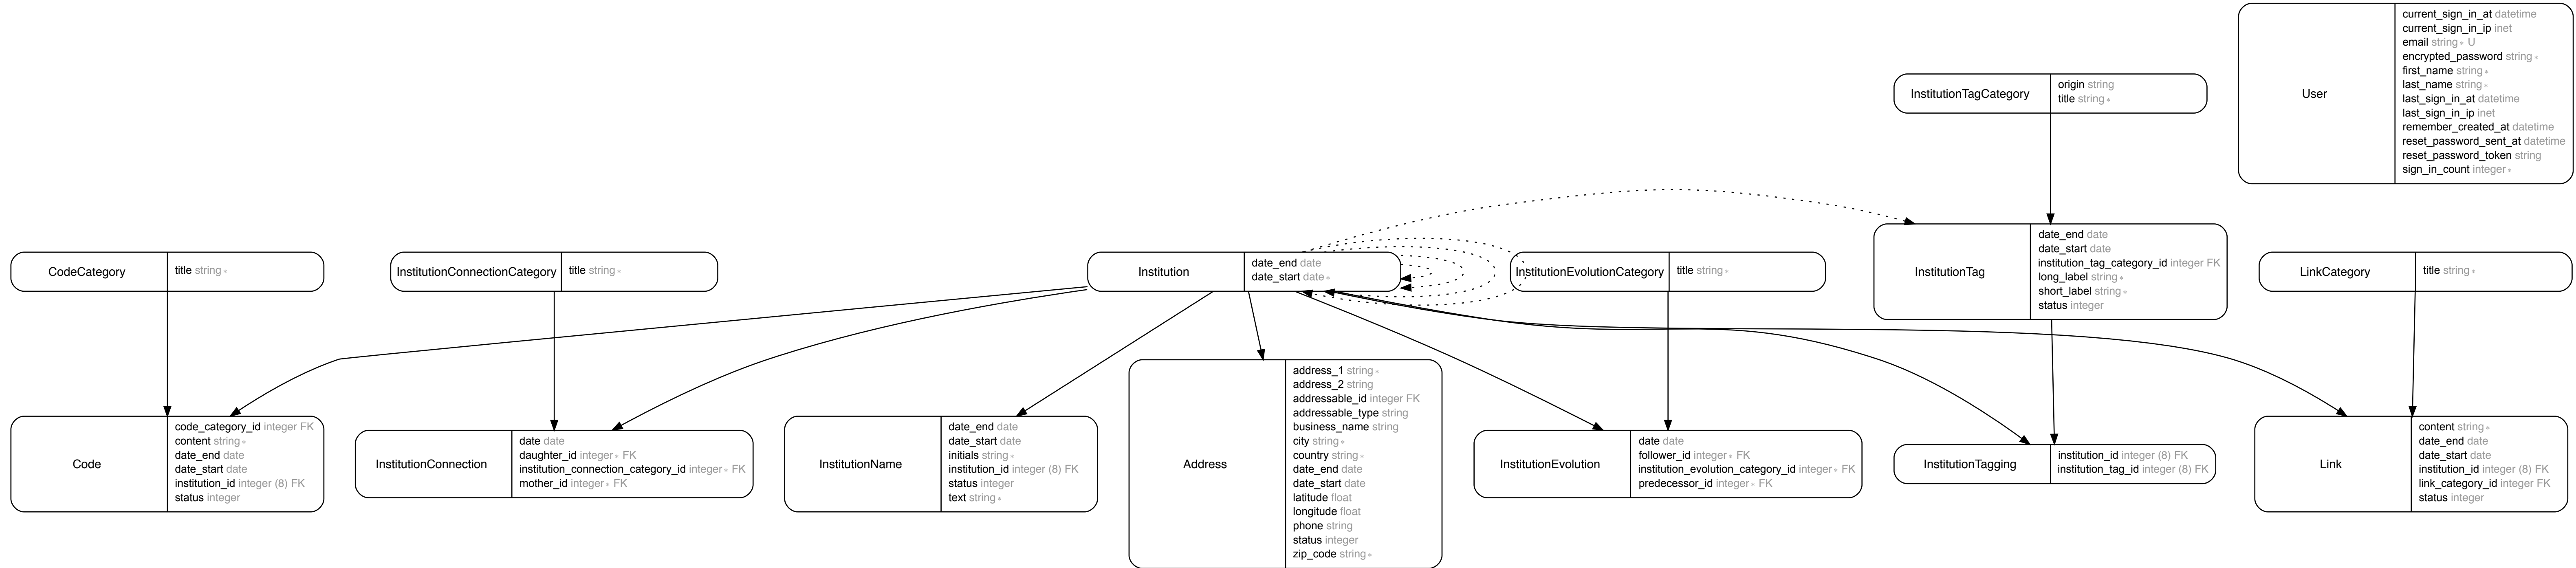 User
current_sign_in_at datetime
current_sign_in_ip inet
email string * U
encrypted_password string *
first_name string *
last_name string *
last_sign_in_at datetime
last_sign_in_ip inet
remember_created_at datetime
reset_password_sent_at datetime
reset_password_token string
sign_in_count integer *
InstitutionTagCategory
origin string
title string *
CodeCategory
title string *
InstitutionConnectionCategory
title string *
Institution
date_end date
date_start date *
InstitutionEvolutionCategory
title string *
InstitutionTag
date_end date
date_start date
institution_tag_category_id integer FK
long_label string *
short_label string *
status integer
LinkCategory
title string *
Code
code_category_id integer FK
content string *
date_end date
date_start date
institution_id integer (8) FK
status integer
InstitutionConnection
date date
daughter_id integer * FK
institution_connection_category_id integer * FK
mother_id integer * FK
InstitutionName
date_end date
date_start date
initials string *
institution_id integer (8) FK
status integer
text string *
Address
address_1 string *
address_2 string
addressable_id integer FK
addressable_type string
business_name string
city string *
country string *
date_end date
date_start date
latitude float
longitude float
phone string
status integer
zip_code string *
InstitutionEvolution
date date
follower_id integer * FK
institution_evolution_category_id integer * FK
predecessor_id integer * FK
InstitutionTagging
institution_id integer (8) FK
institution_tag_id integer (8) FK
Link
content string *
date_end date
date_start date
institution_id integer (8) FK
link_category_id integer FK
status integer